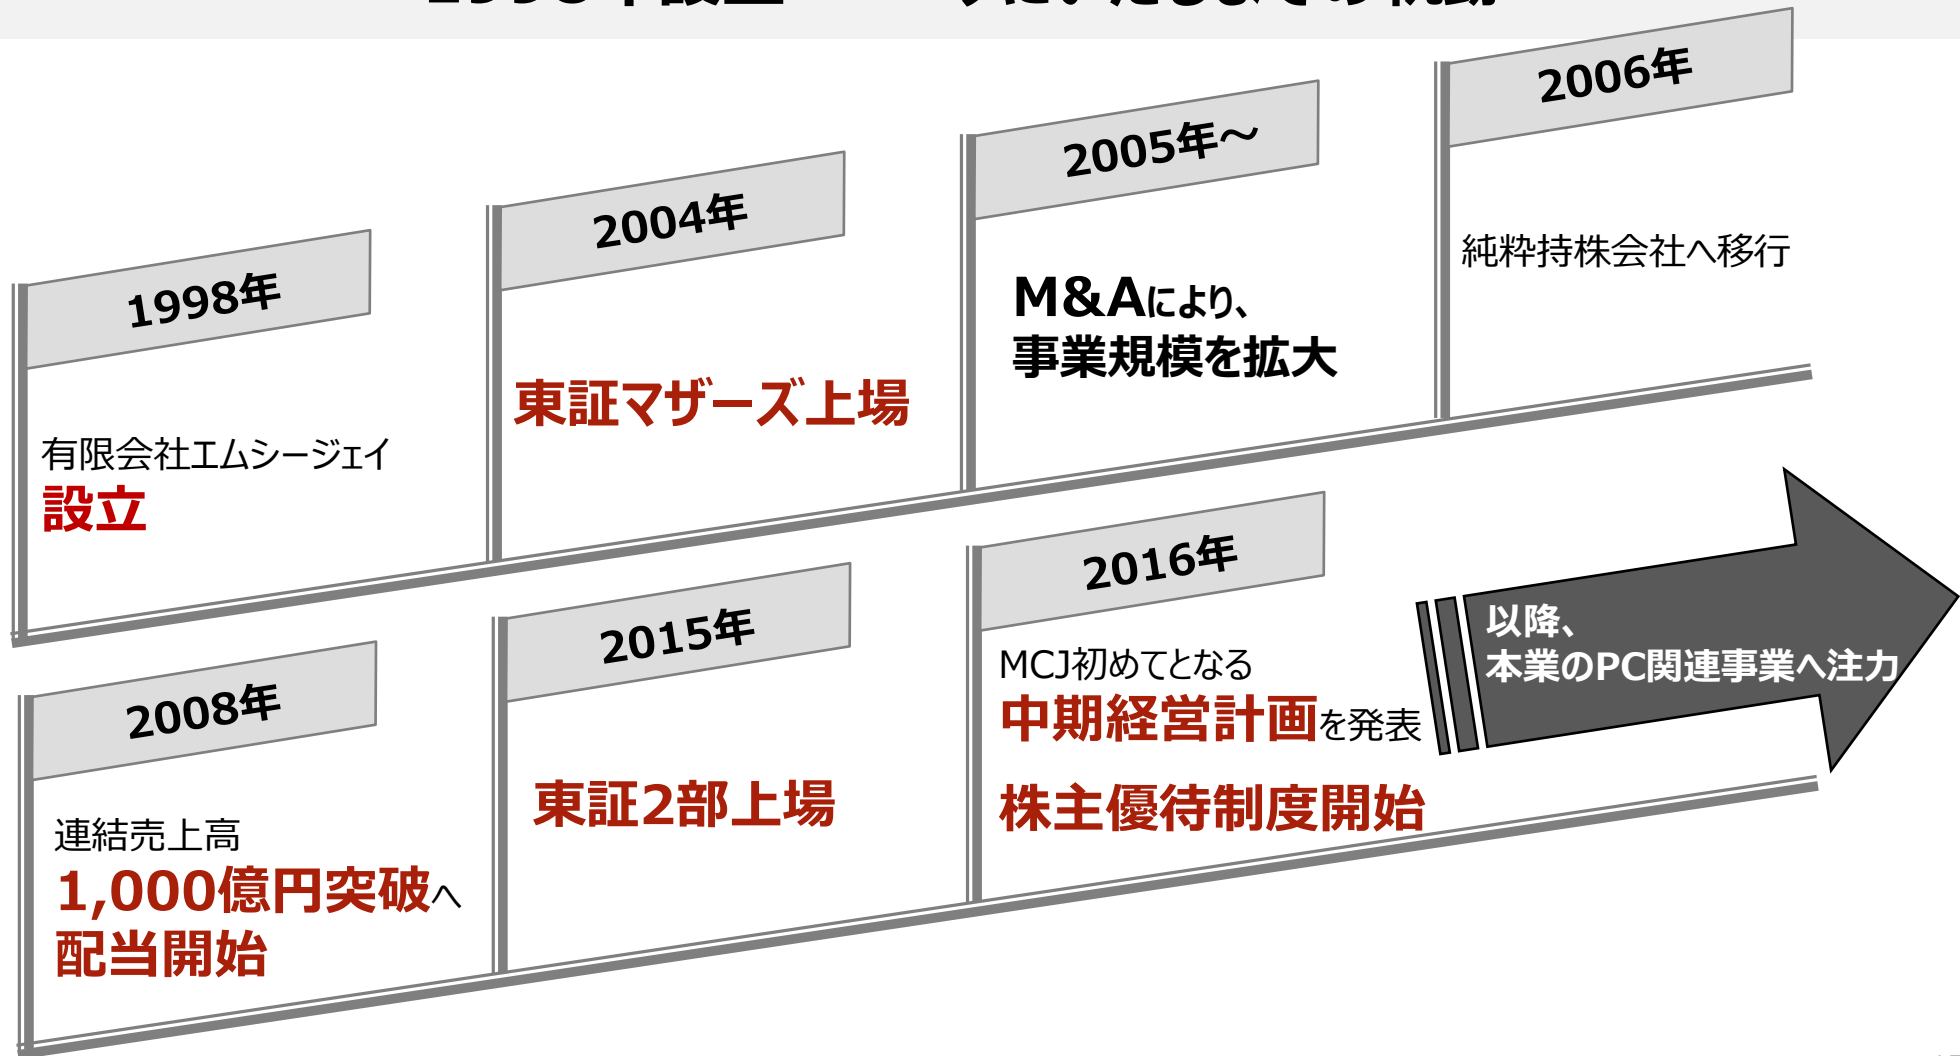 1998年
有限会社エムシージェイ
設立
2004年
東証マザーズ上場
2005年～
M&Aにより、
事業規模を拡大
2006年
純粋持株会社へ移行
2008年
連結売上高
1,000億円突破へ
配当開始
2015年
東証2部上場
2016年
MCJ初めてとなる
中期経営計画を発表
株主優待制度開始
以降、
本業のPC関連事業へ注力